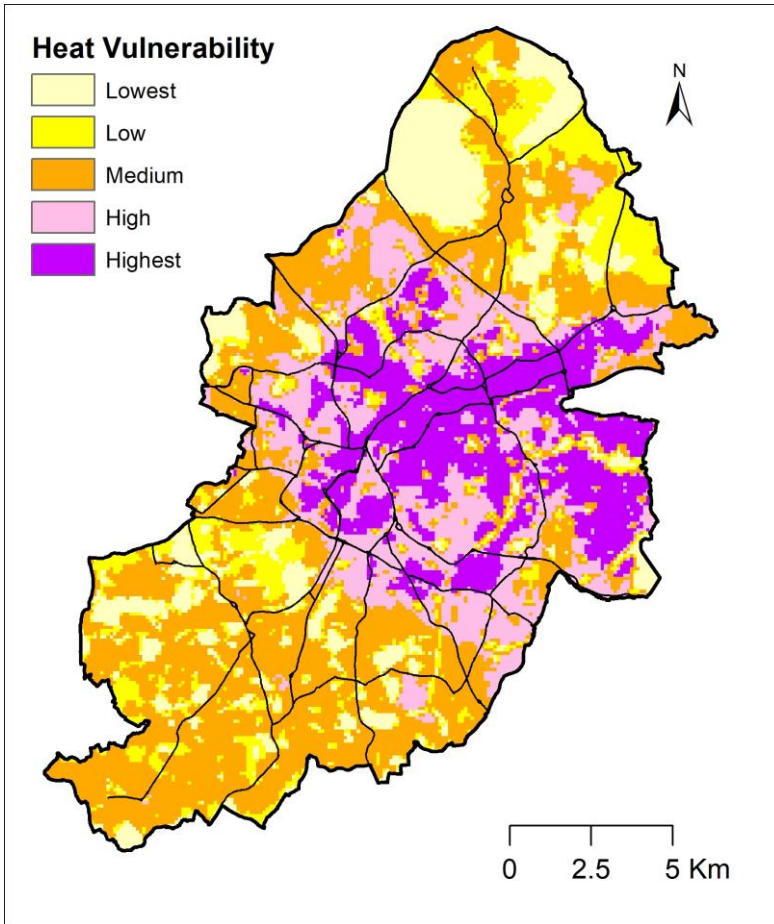 Heat Vulnerability
Lowest
Low
Medium
High
Highest
N
0 2.5 5 Km